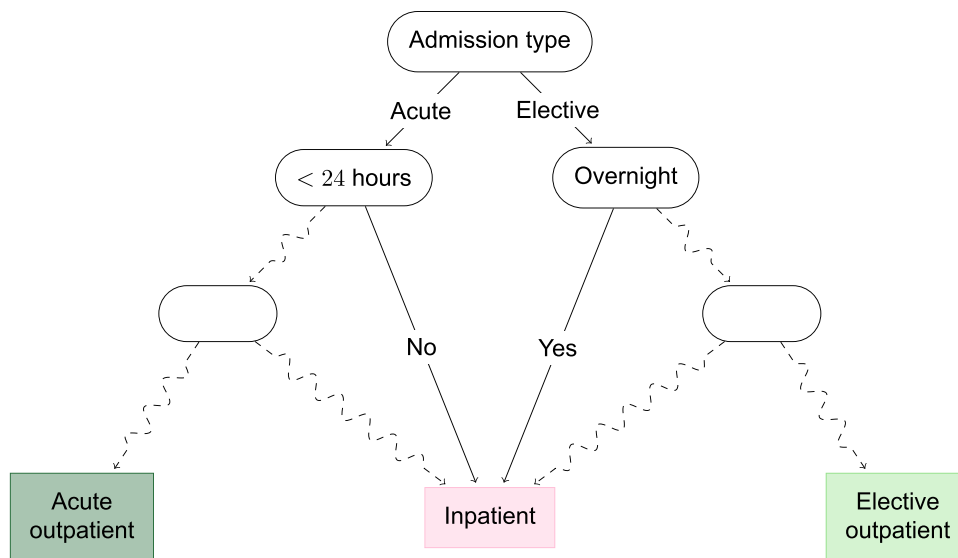 Admission type
Acute
Elective
< 24 hours
Overnight
No
Yes
Acute
outpatient
Inpatient
Elective
outpatient